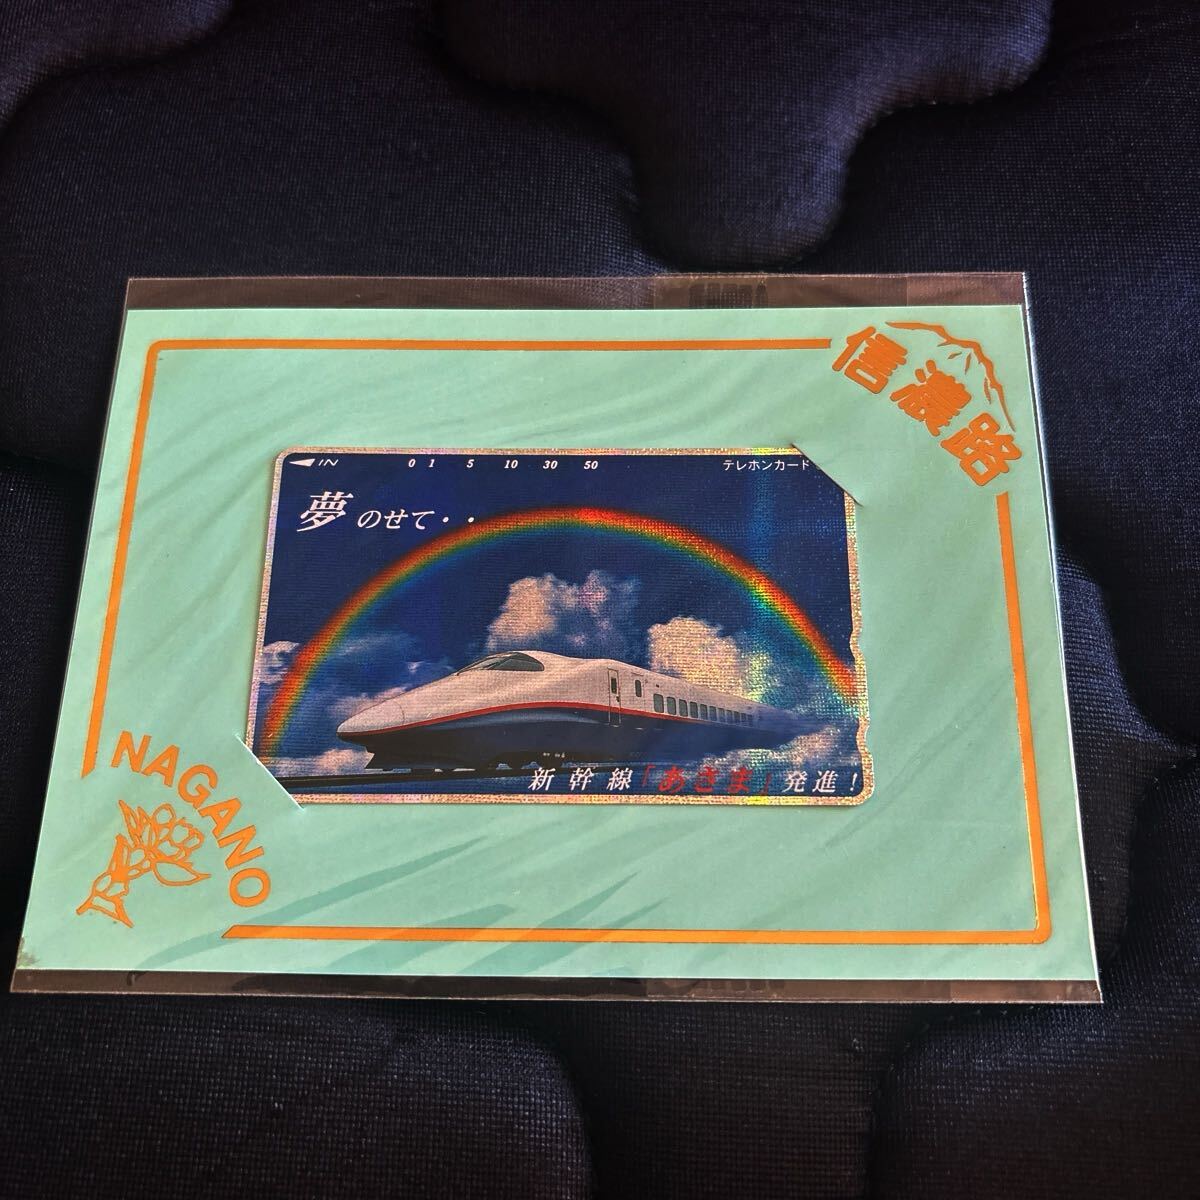 信濃路
IN 0 1 5 10 30 50 テレホンカード
夢のせて・・
新幹線「あさま」発進!
NAGANO